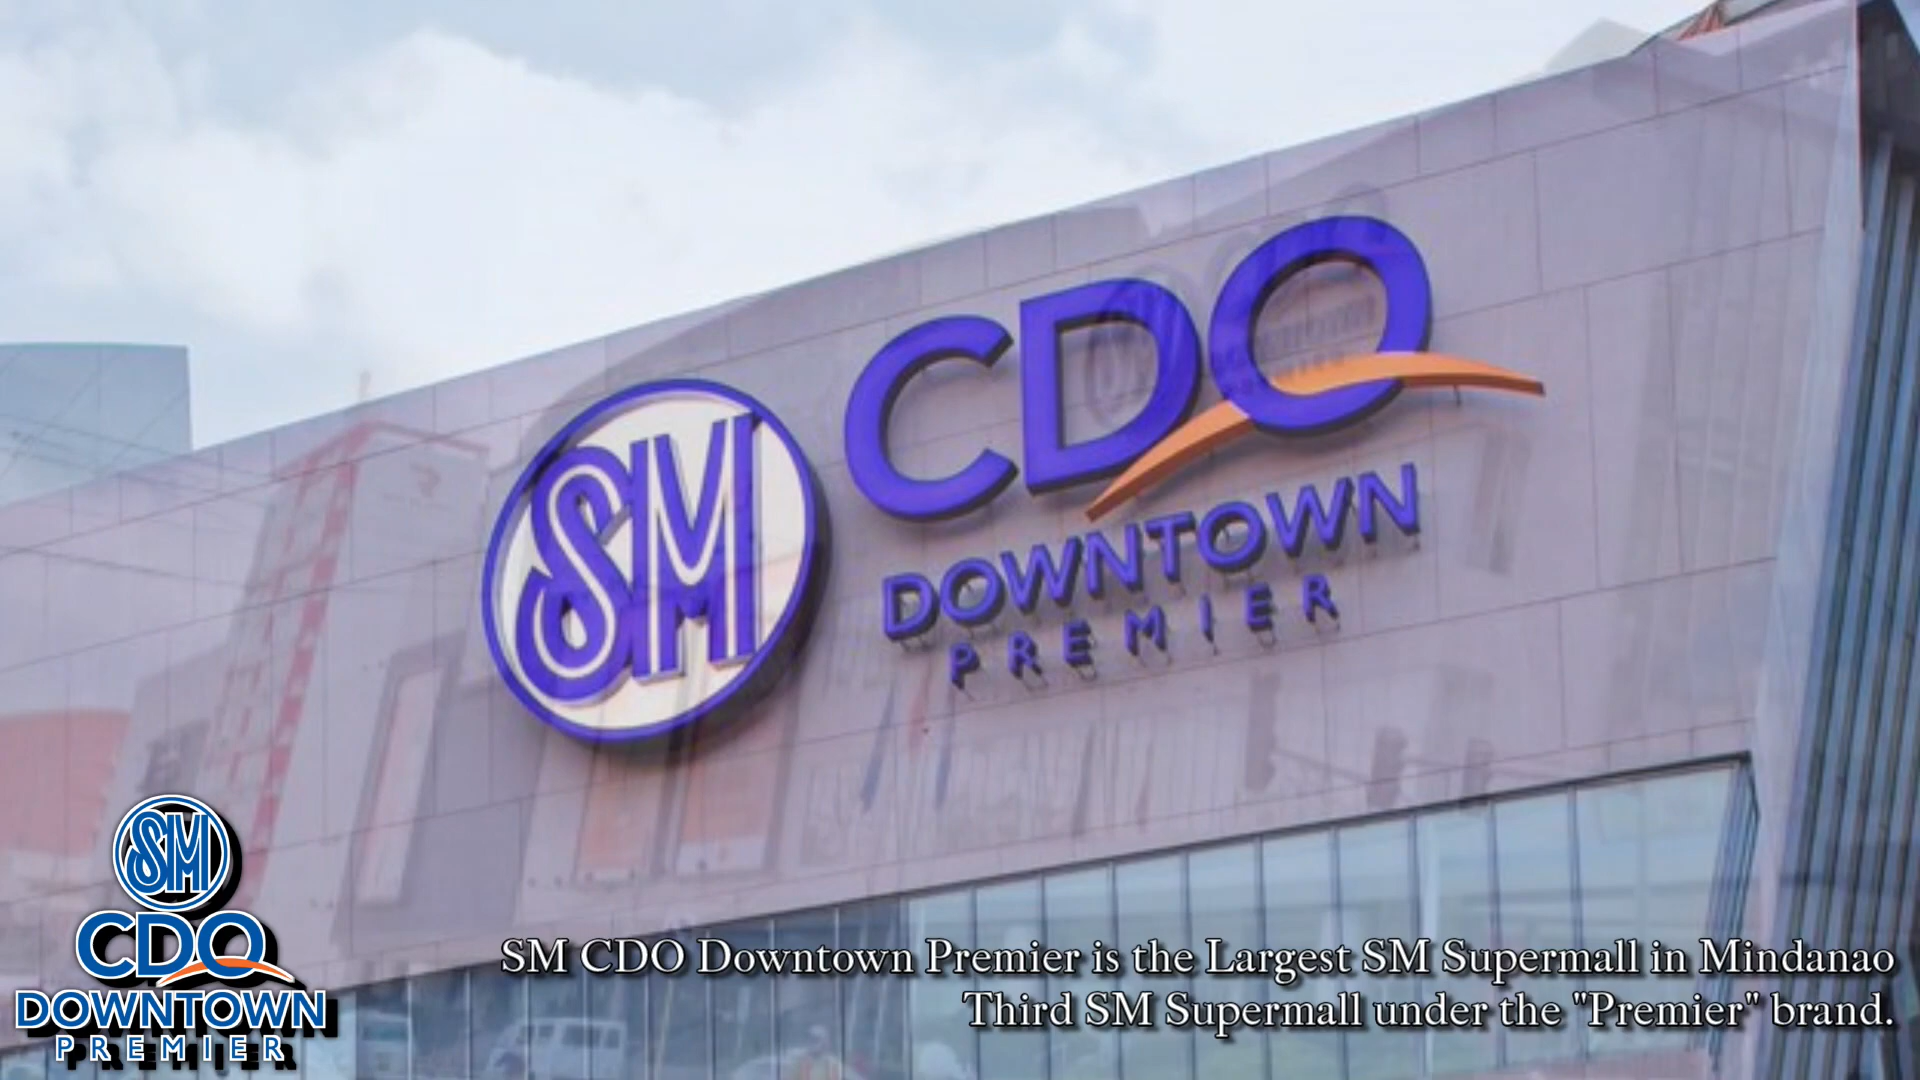 SM
CDO
DOWNTOWN
PREMIER
SM
CDO
DOWNTOWN
PREMIER
SM CDO Downtown Premier is the Largest SM Supermall in Mindanao
Third SM Supermall under the "Premier" brand.